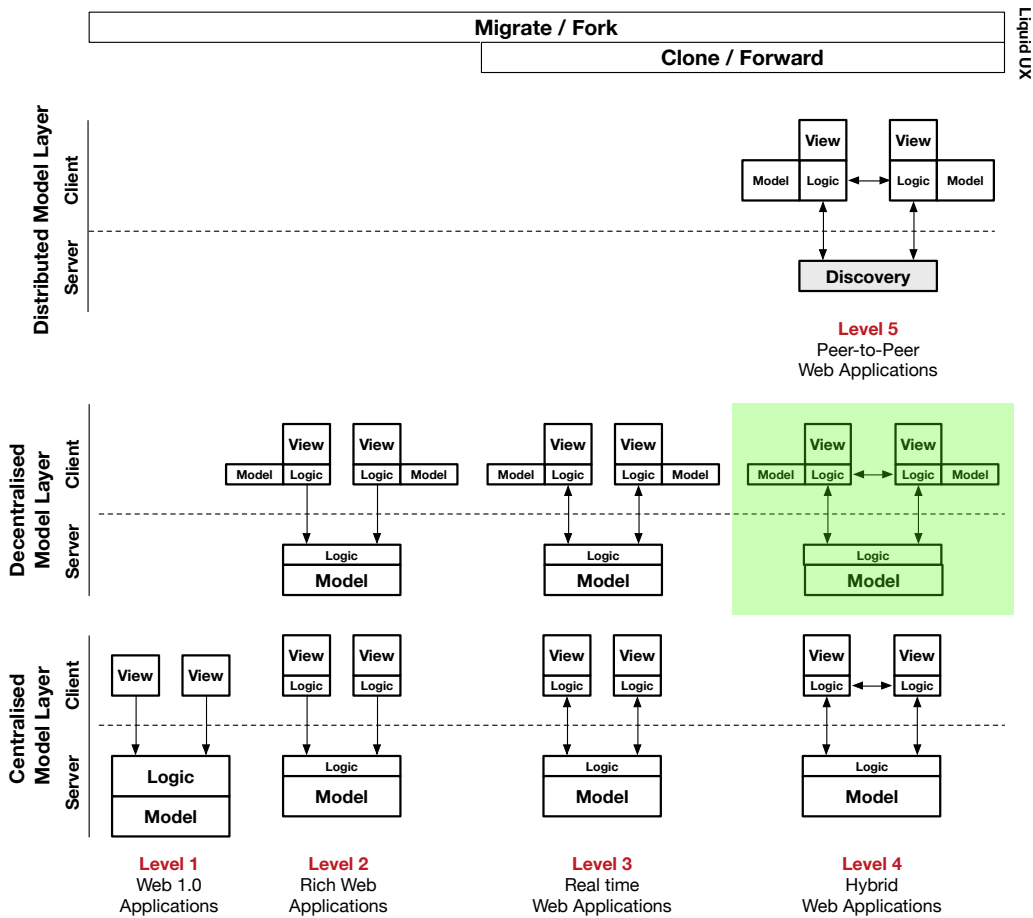 Migrate / Fork
Liquid UX
Clone / Forward
Distributed Model Layer
Client
Server
View View
Model Logic Logic Model
Discovery
Level 5
Peer-to-Peer
Web Applications
Decentralised
Model Layer
Client
Server
View View View View View View
Model Logic Logic Model Model Logic Logic Model Model Logic Logic Model
Logic Logic Logic
Model Model Model
Centralised
Model Layer
Client
Server
View View View View View View View View
Logic Logic Logic Logic Logic Logic
Logic Logic Logic Logic
Model Model Model Model
Level 1 Level 2 Level 3 Level 4
Web 1.0 Rich Web Real time Hybrid
Applications Applications Web Applications Web Applications